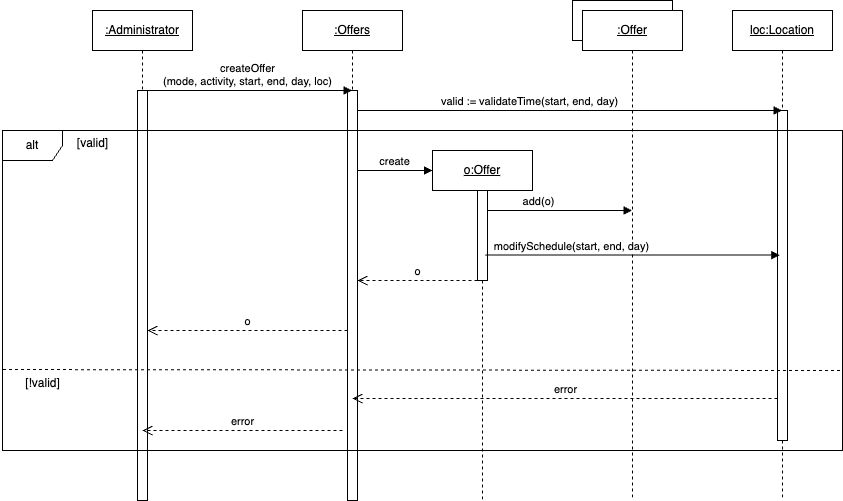 :Administrator
:Offers
:Offer
loc:Location
createOffer
(mode, activity, start, end, day, loc)
valid := validateTime(start, end, day)
alt
[valid]
create
o:Offer
add(o)
modifySchedule(start, end, day)
o
o
[!valid]
error
error